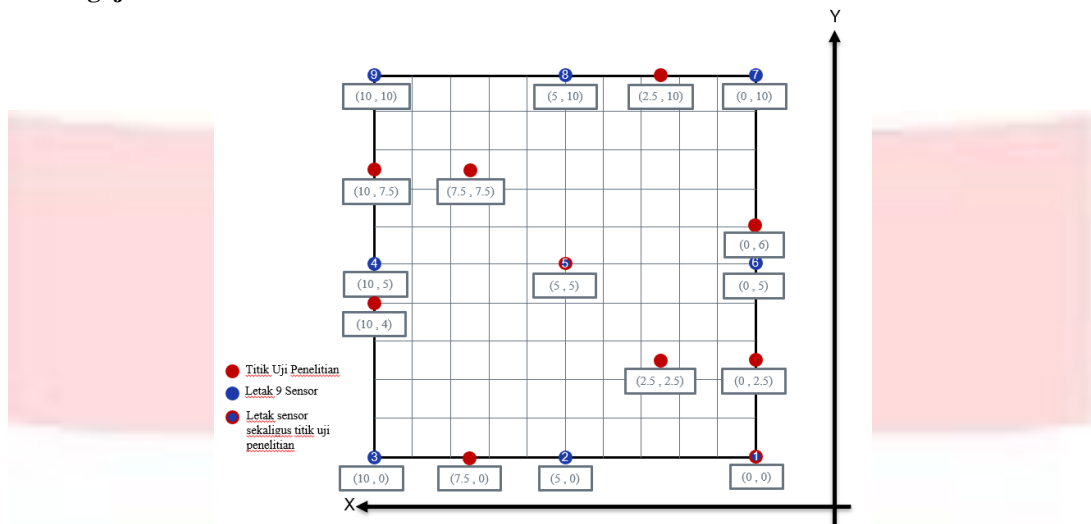 Y
9
8
7
(10 , 10)
(5 , 10)
(2.5 , 10)
(0 , 10)
(10 , 7.5)
(7.5 , 7.5)
(0 , 6)
4
5
6
(10 , 5)
(5 , 5)
(0 , 5)
(10 , 4)
(2.5 , 2.5)
(0 , 2.5)
Titik Uji Penelitian
Letak 9 Sensor
Letak sensor
sekaligus titik uji
penelitian
3
2
1
(10 , 0)
(7.5 , 0)
(5 , 0)
(0 , 0)
X